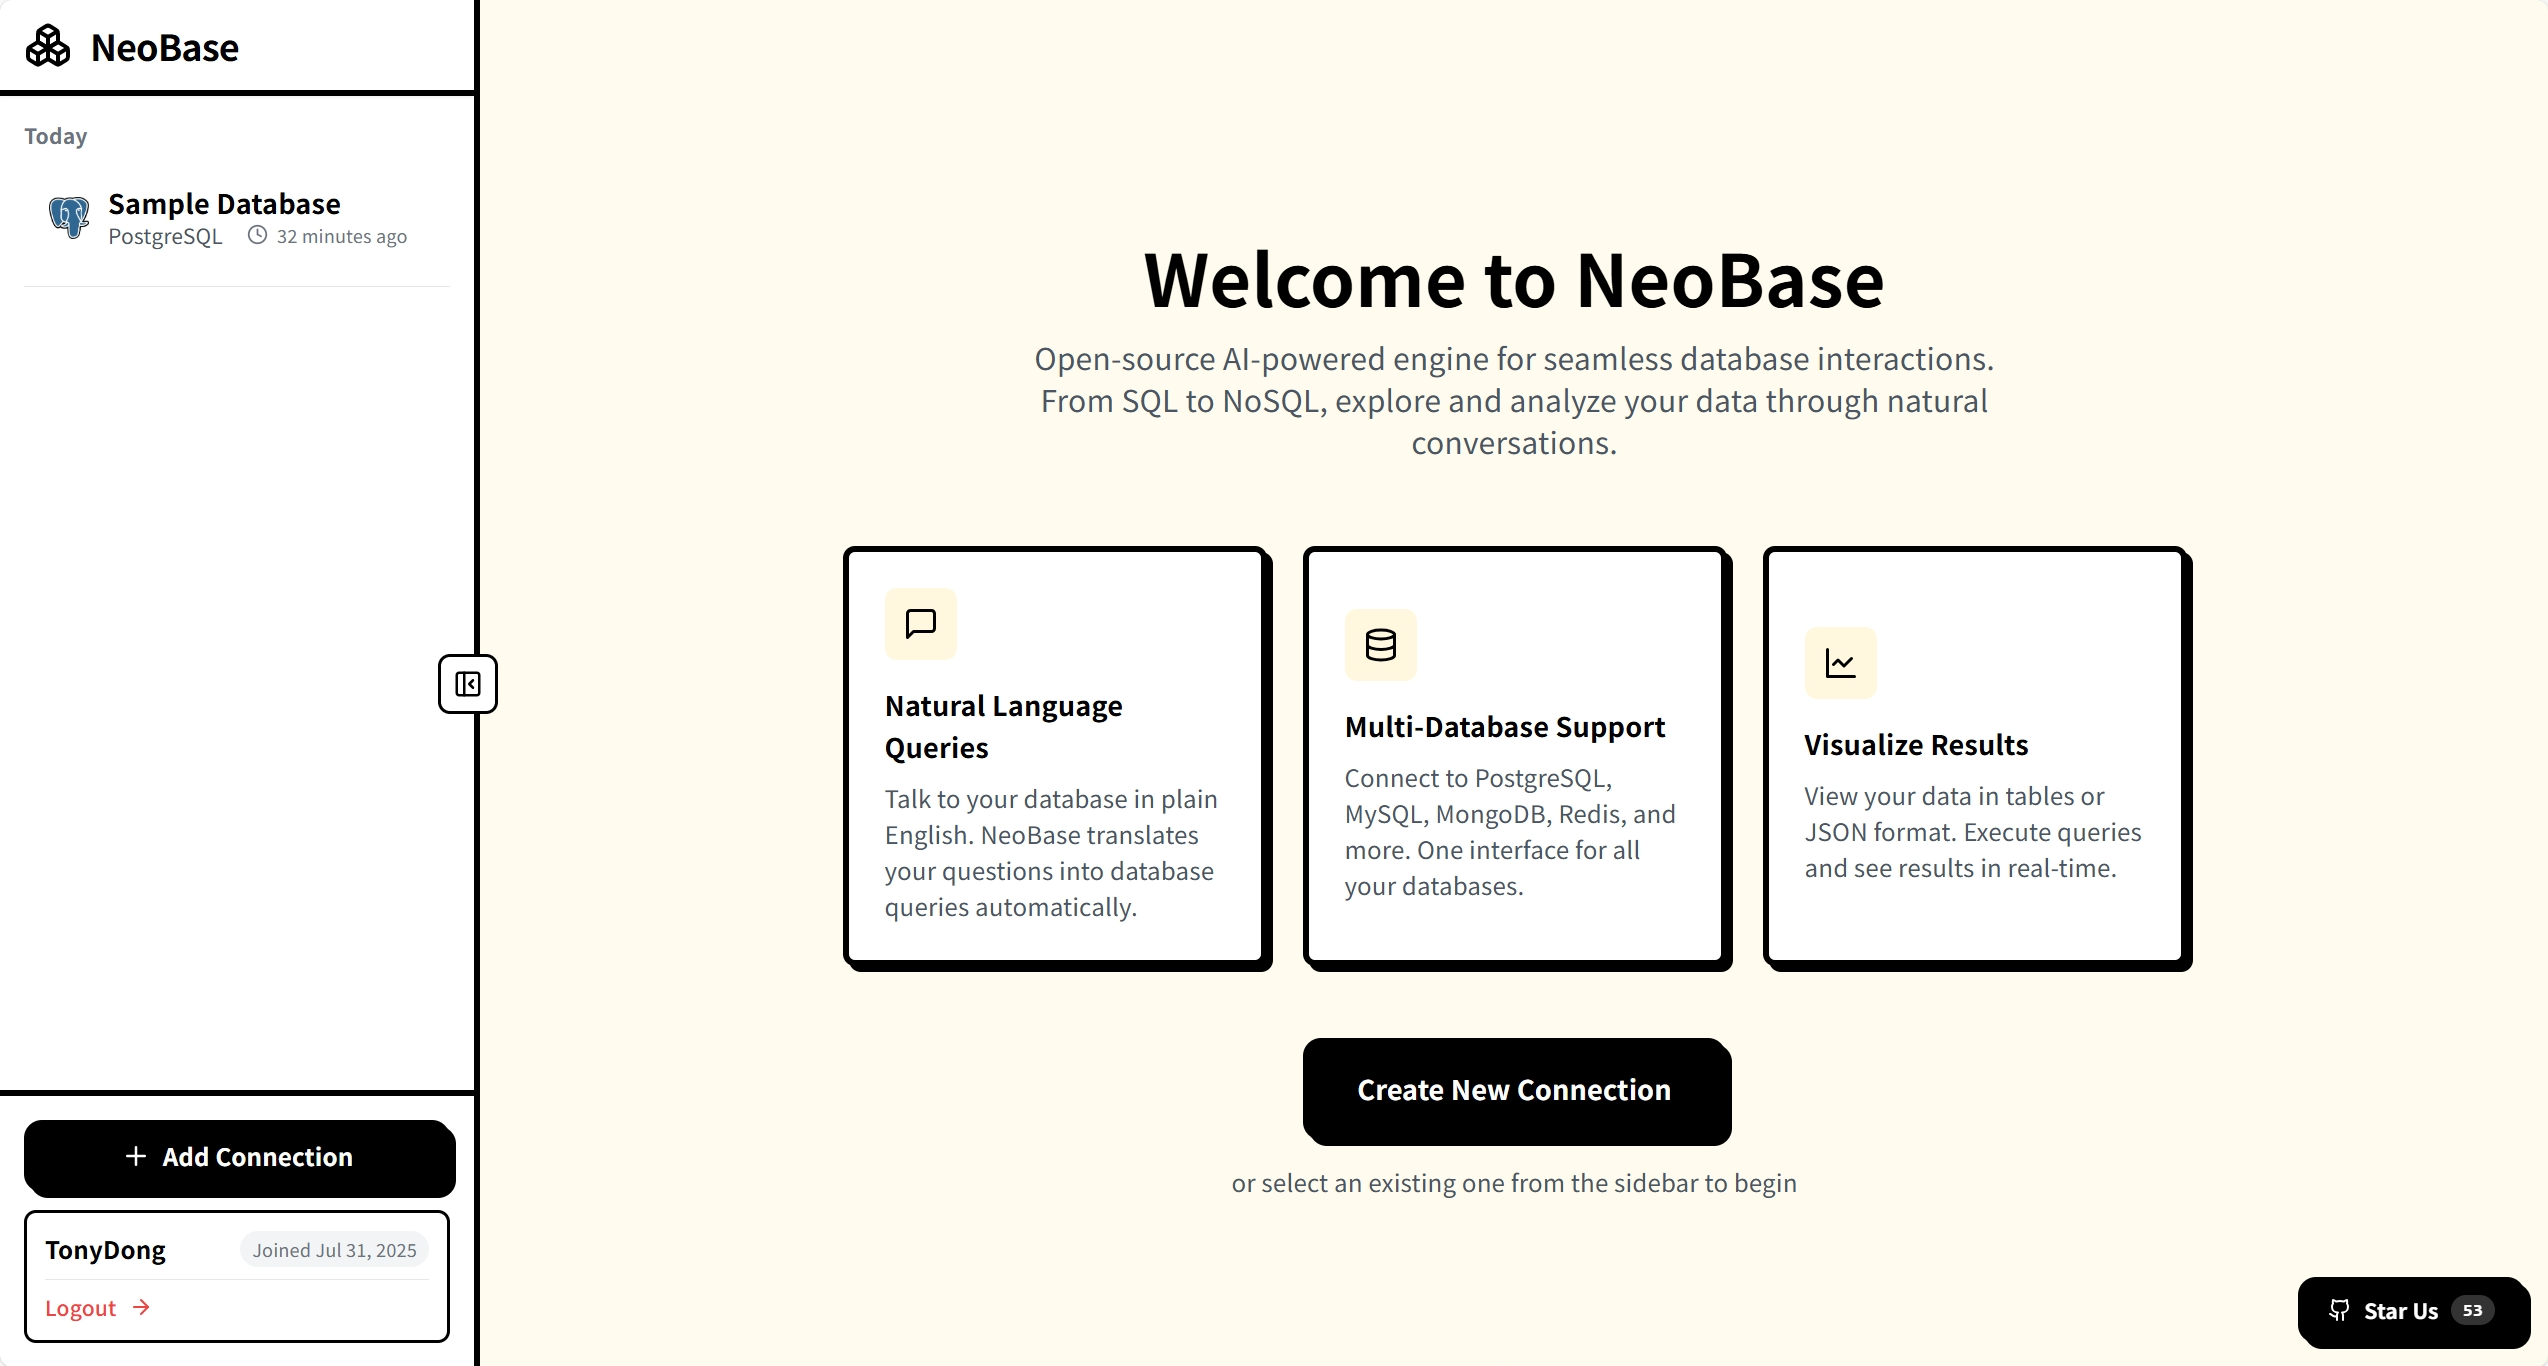 NeoBase
Today
Sample Database
PostgreSQL 32 minutes ago
Add Connection
TonyDong Joined Jul 31, 2025
Logout
Welcome to NeoBase
Open-source AI-powered engine for seamless database interactions.
From SQL to NoSQL, explore and analyze your data through natural
conversations.
Natural Language
Queries
Talk to your database in plain
English. NeoBase translates
your questions into database
queries automatically.
Multi-Database Support
Connect to PostgreSQL,
MySQL, MongoDB, Redis, and
more. One interface for all
your databases.
Visualize Results
View your data in tables or
JSON format. Execute queries
and see results in real-time.
Create New Connection
or select an existing one from the sidebar to begin
Star Us 53